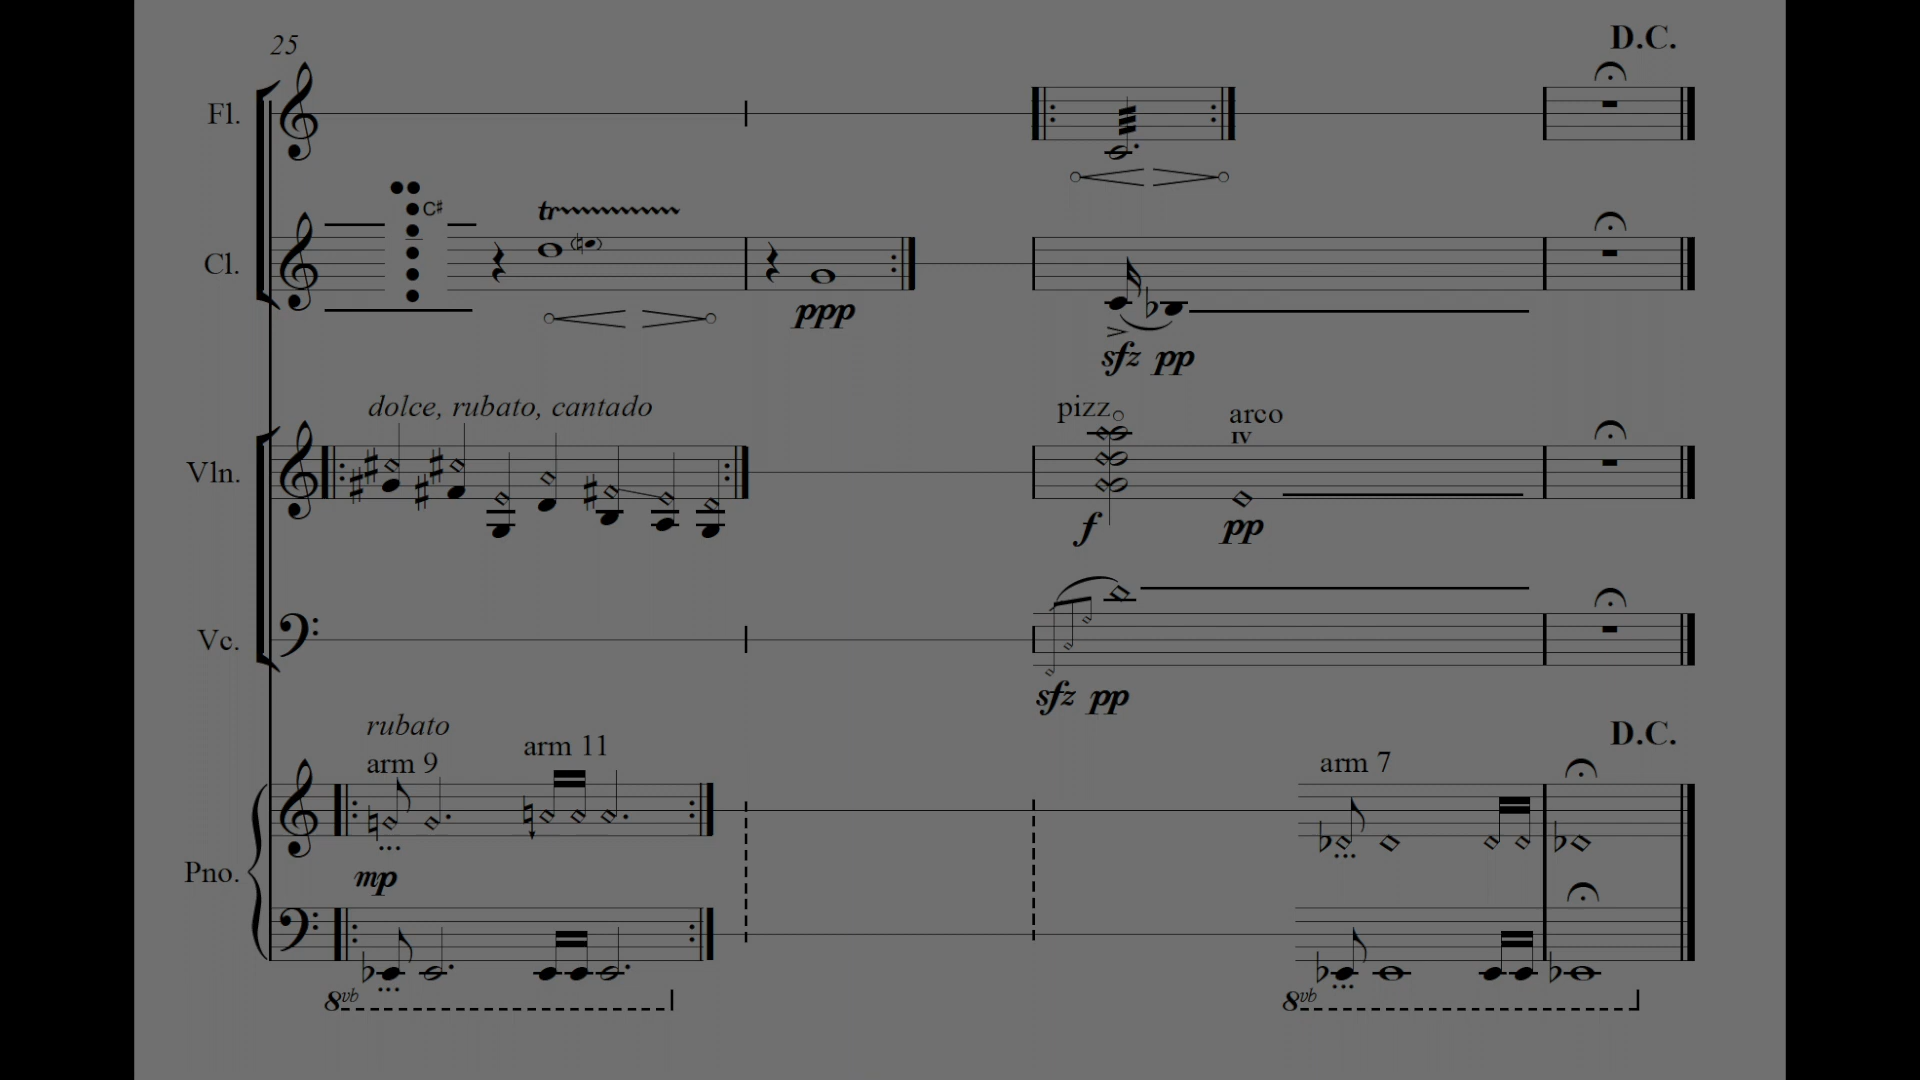 25
D.C.
Fl.
C♯
tr
Cl.
ppp
sfz pp
dolce, rubato, cantado
pizz.
arco
IV
Vln.
f
pp
Vc.
sfz pp
rubato
D.C.
arm 9
arm 11
arm 7
Pno.
mp
8vb
8vb